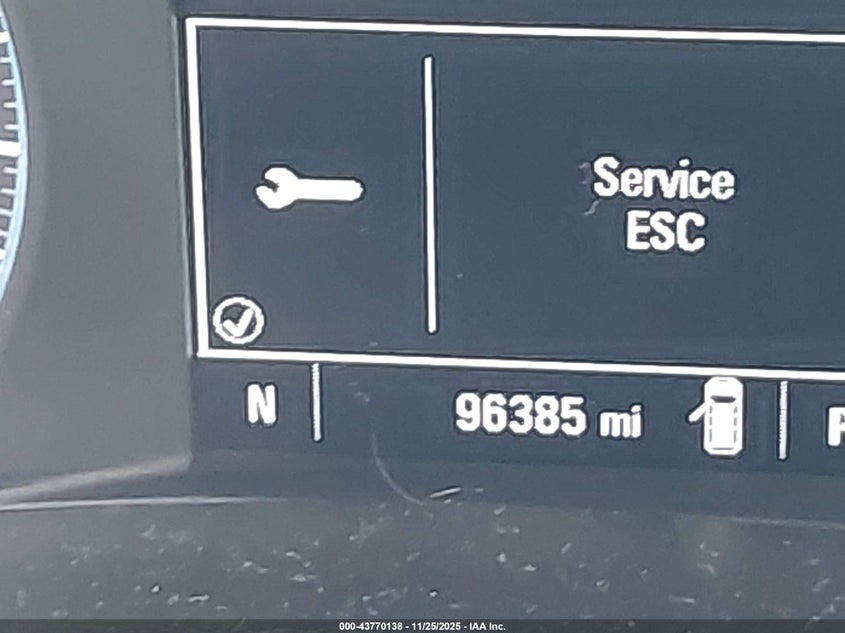 Service
ESC
N 96385 mi P
000-43770138 - 11/25/2025 - IAA Inc.